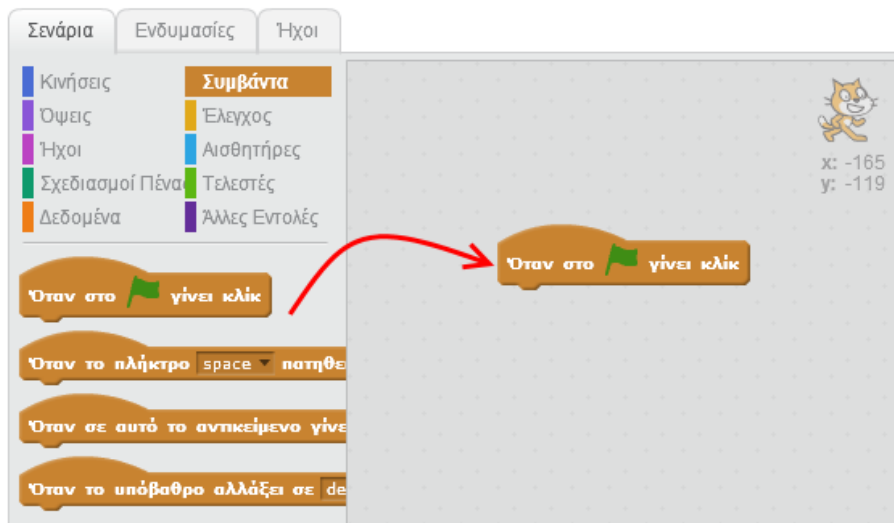 Σενάρια Ενδυμασίες Ήχοι
Κινήσεις Συμβάντα
Όψεις Έλεγχος
Ήχοι Αισθητήρες
Σχεδιασμοί Πένας Τελεστές
Δεδομένα Άλλες Εντολές
x: -165
y: -119
Όταν στο γίνει κλίκ
Όταν στο γίνει κλίκ
Όταν το πλήκτρο space πατηθε
Όταν σε αυτό το αντικείμενο γίνε
Όταν το υπόβαθρο αλλάξει σε de